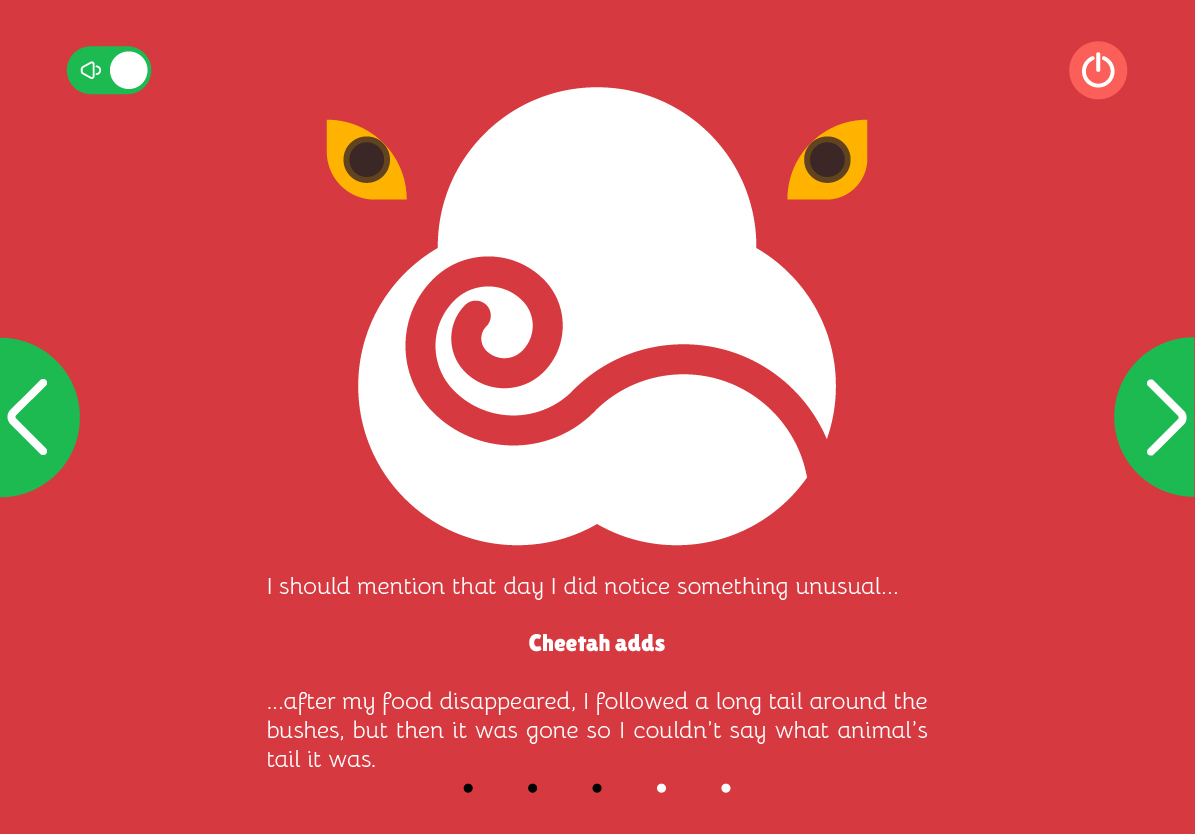 I should mention that day I did notice something unusual...
Cheetah adds
...after my food disappeared, I followed a long tail around the
bushes, but then it was gone so I couldn’t say what animal’s
tail it was.